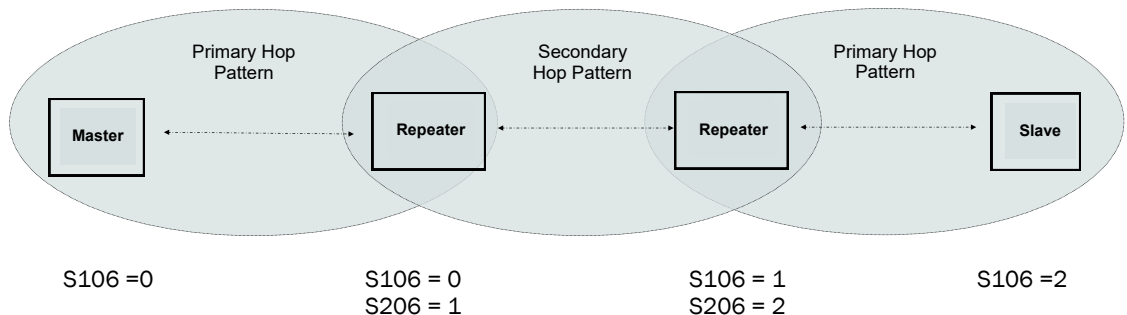 Primary Hop
Pattern
Secondary
Hop Pattern
Primary Hop
Pattern
Master
Repeater
Repeater
Slave
S106 =0
S106 = 0
S206 = 1
S106 = 1
S206 = 2
S106 =2